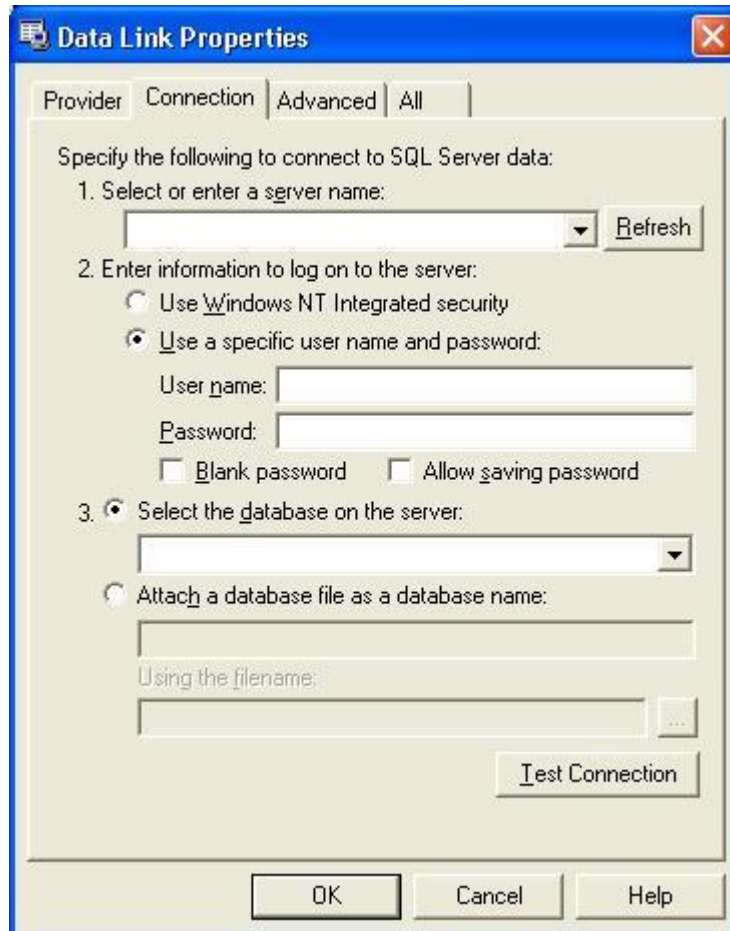 Data Link Properties
Provider Connection Advanced All
Specify the following to connect to SQL Server data:
1. Select or enter a server name:
Refresh
2. Enter information to log on to the server:
Use Windows NT Integrated security
Use a specific user name and password:
User name:
Password:
Blank password Allow saving password
3. Select the database on the server:
Attach a database file as a database name:
Using the filename:
...
Test Connection
OK Cancel Help